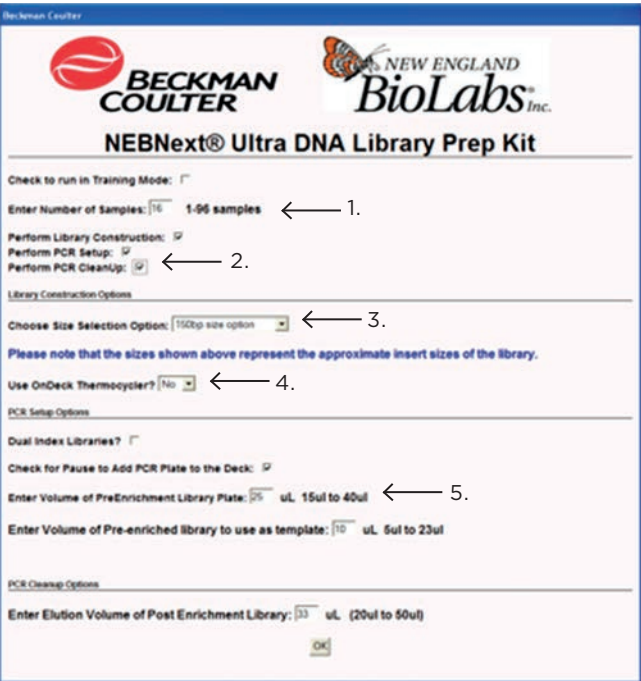 Beckman Coulter
BECKMAN
COULTER
NEW ENGLAND
BioLabs Inc.
NEBNext® Ultra DNA Library Prep Kit
Check to run in Training Mode:
Enter Number of Samples: 16 1-96 samples 1.
Perform Library Construction:
Perform PCR Setup:
Perform PCR CleanUp: 2.
Library Construction Options
Choose Size Selection Option: 150bp size option 3.
Please note that the sizes shown above represent the approximate insert sizes of the library.
Use OnDeck Thermocycler? No 4.
PCR Setup Options
Dual Index Libraries?
Check for Pause to Add PCR Plate to the Deck:
Enter Volume of PreEnrichment Library Plate: 25 uL 15ul to 40ul 5.
Enter Volume of Pre-enriched library to use as template: 10 uL 5ul to 23ul
PCR Cleanup Options
Enter Elution Volume of Post Enrichment Library: 33 uL (20ul to 50ul)
OK